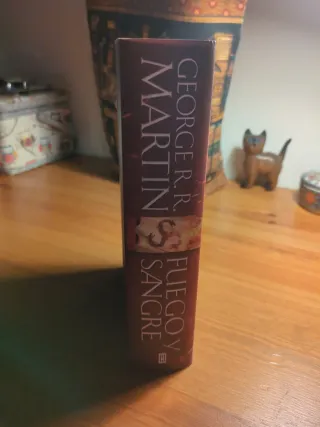 GEORGE R. R.
MARTIN
FUEGO Y
SANGRE